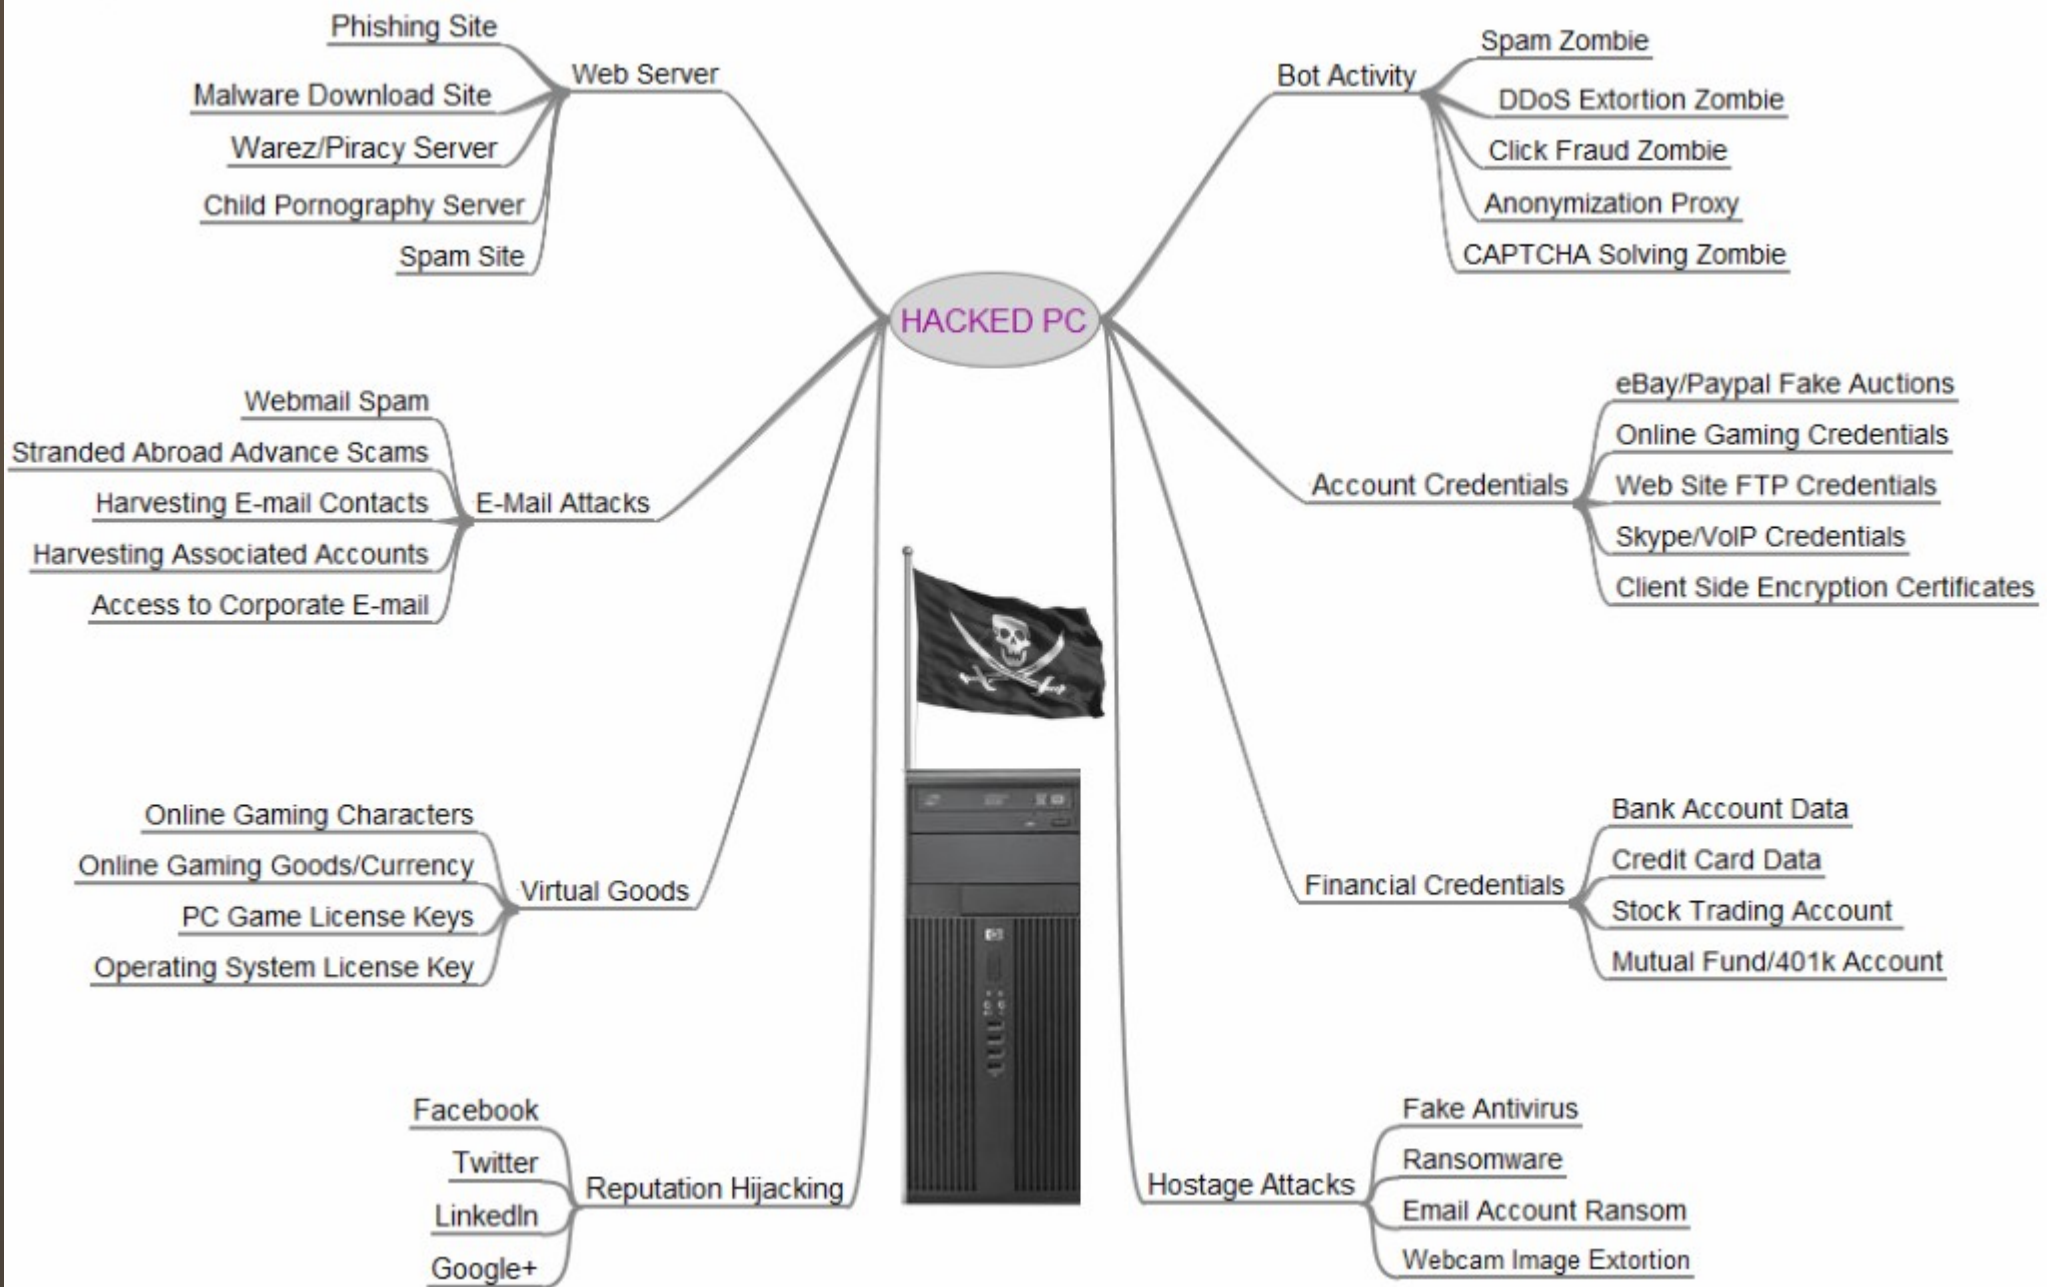 Phishing Site
Malware Download Site
Warez/Piracy Server
Child Pornography Server
Spam Site
Web Server
Webmail Spam
Stranded Abroad Advance Scams
Harvesting E-mail Contacts
Harvesting Associated Accounts
Access to Corporate E-mail
E-Mail Attacks
Online Gaming Characters
Online Gaming Goods/Currency
PC Game License Keys
Operating System License Key
Virtual Goods
Facebook
Twitter
LinkedIn
Google+
Reputation Hijacking
HACKED PC
Bot Activity
Spam Zombie
DDoS Extortion Zombie
Click Fraud Zombie
Anonymization Proxy
CAPTCHA Solving Zombie
Account Credentials
eBay/Paypal Fake Auctions
Online Gaming Credentials
Web Site FTP Credentials
Skype/VoIP Credentials
Client Side Encryption Certificates
Financial Credentials
Bank Account Data
Credit Card Data
Stock Trading Account
Mutual Fund/401k Account
Hostage Attacks
Fake Antivirus
Ransomware
Email Account Ransom
Webcam Image Extortion